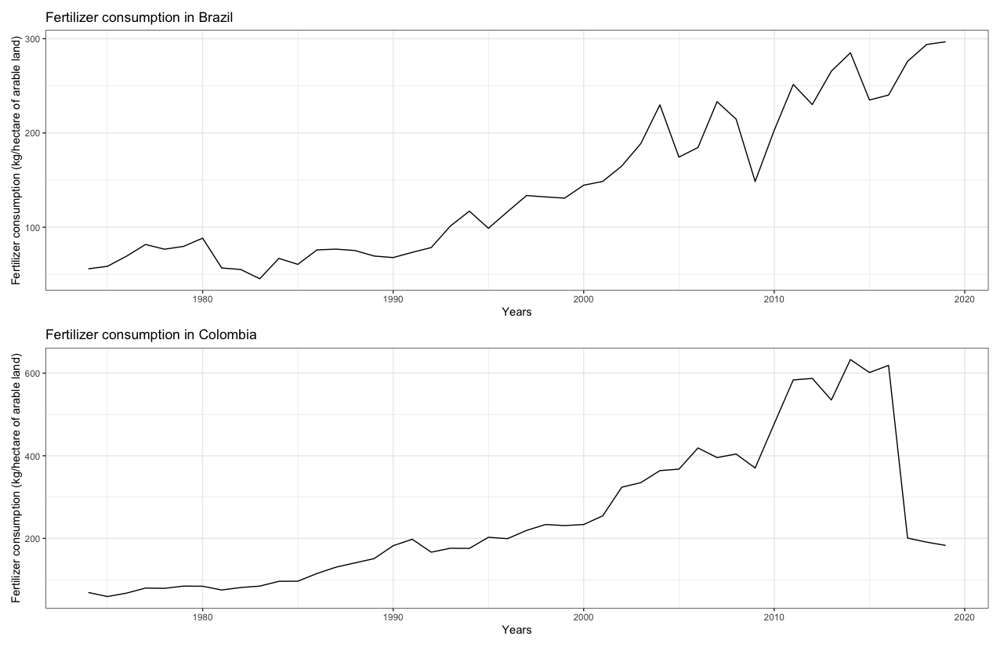 Fertilizer consumption in Brazil
Fertilizer consumption (kg/hectare of arable land)
300
200
100
1980 1990 2000 2010 2020
Years
Fertilizer consumption in Colombia
Fertilizer consumption (kg/hectare of arable land)
600
400
200
1980 1990 2000 2010 2020
Years